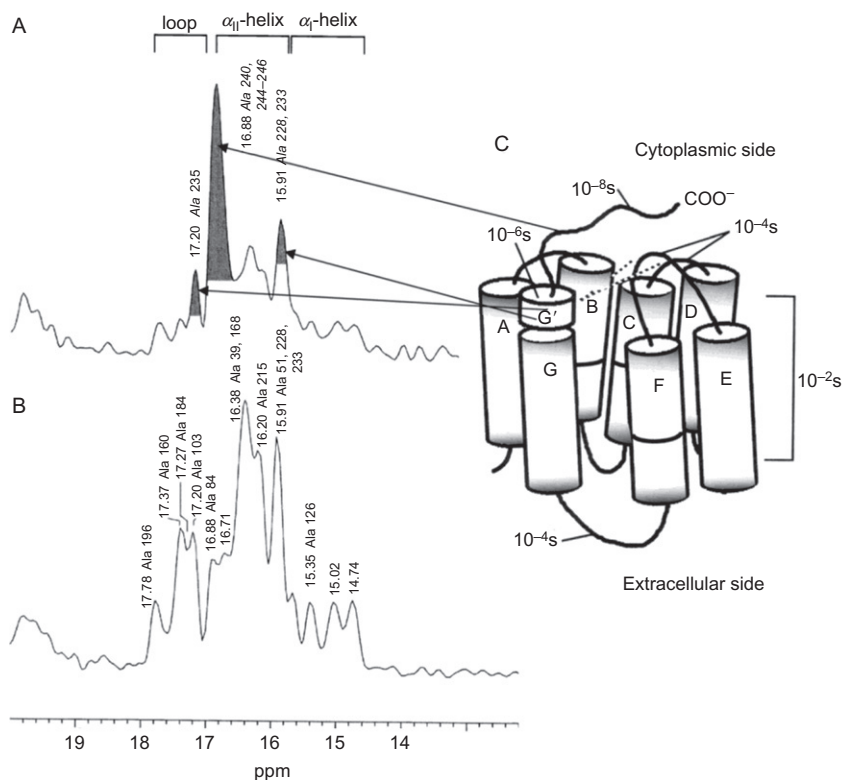 A
loop
α_II-helix
α_I-helix
17.20 Ala 235
16.88 Ala 240,
244–246
15.91 Ala 228, 233
B
17.78 Ala 196
17.37 Ala 160
17.27 Ala 184
17.20 Ala 103
16.88 Ala 84
16.71
16.38 Ala 39, 168
16.20 Ala 215
15.91 Ala 51, 228,
233
15.35 Ala 126
15.02
14.74
19 18 17 16 15 14
ppm
C
Cytoplasmic side
10⁻⁸s
COO⁻
10⁻⁶s
10⁻⁴s
A
G′
B
C
D
G
F
E
10⁻²s
10⁻⁴s
Extracellular side